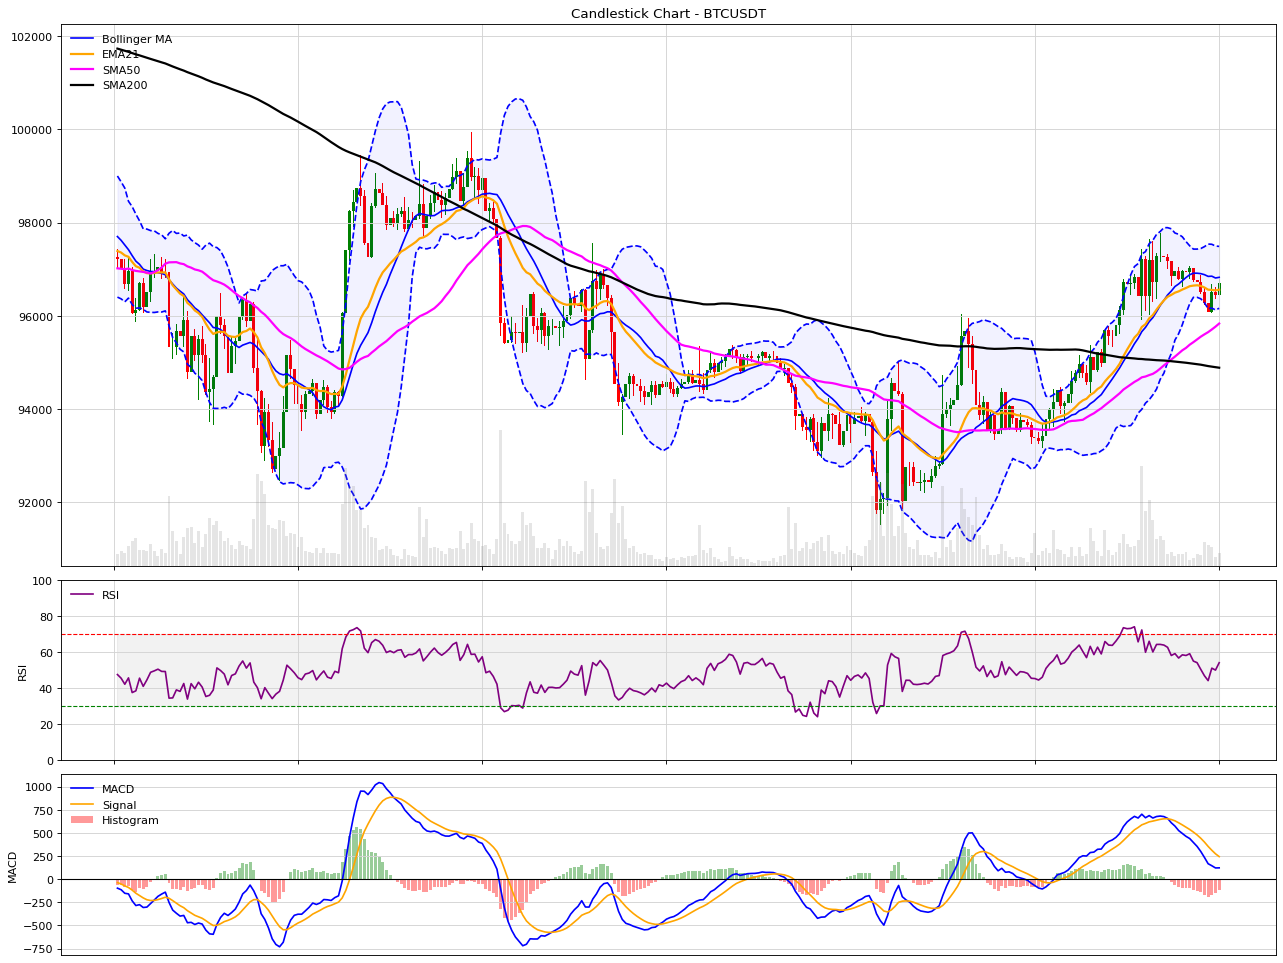 Candlestick Chart - BTCUSDT
Bollinger MA
EMA21
SMA50
SMA200
102000
100000
98000
96000
94000
92000
RSI
100
80
60
40
20
0
RSI
MACD
Signal
Histogram
1000
750
500
250
0
−250
−500
−750
MACD